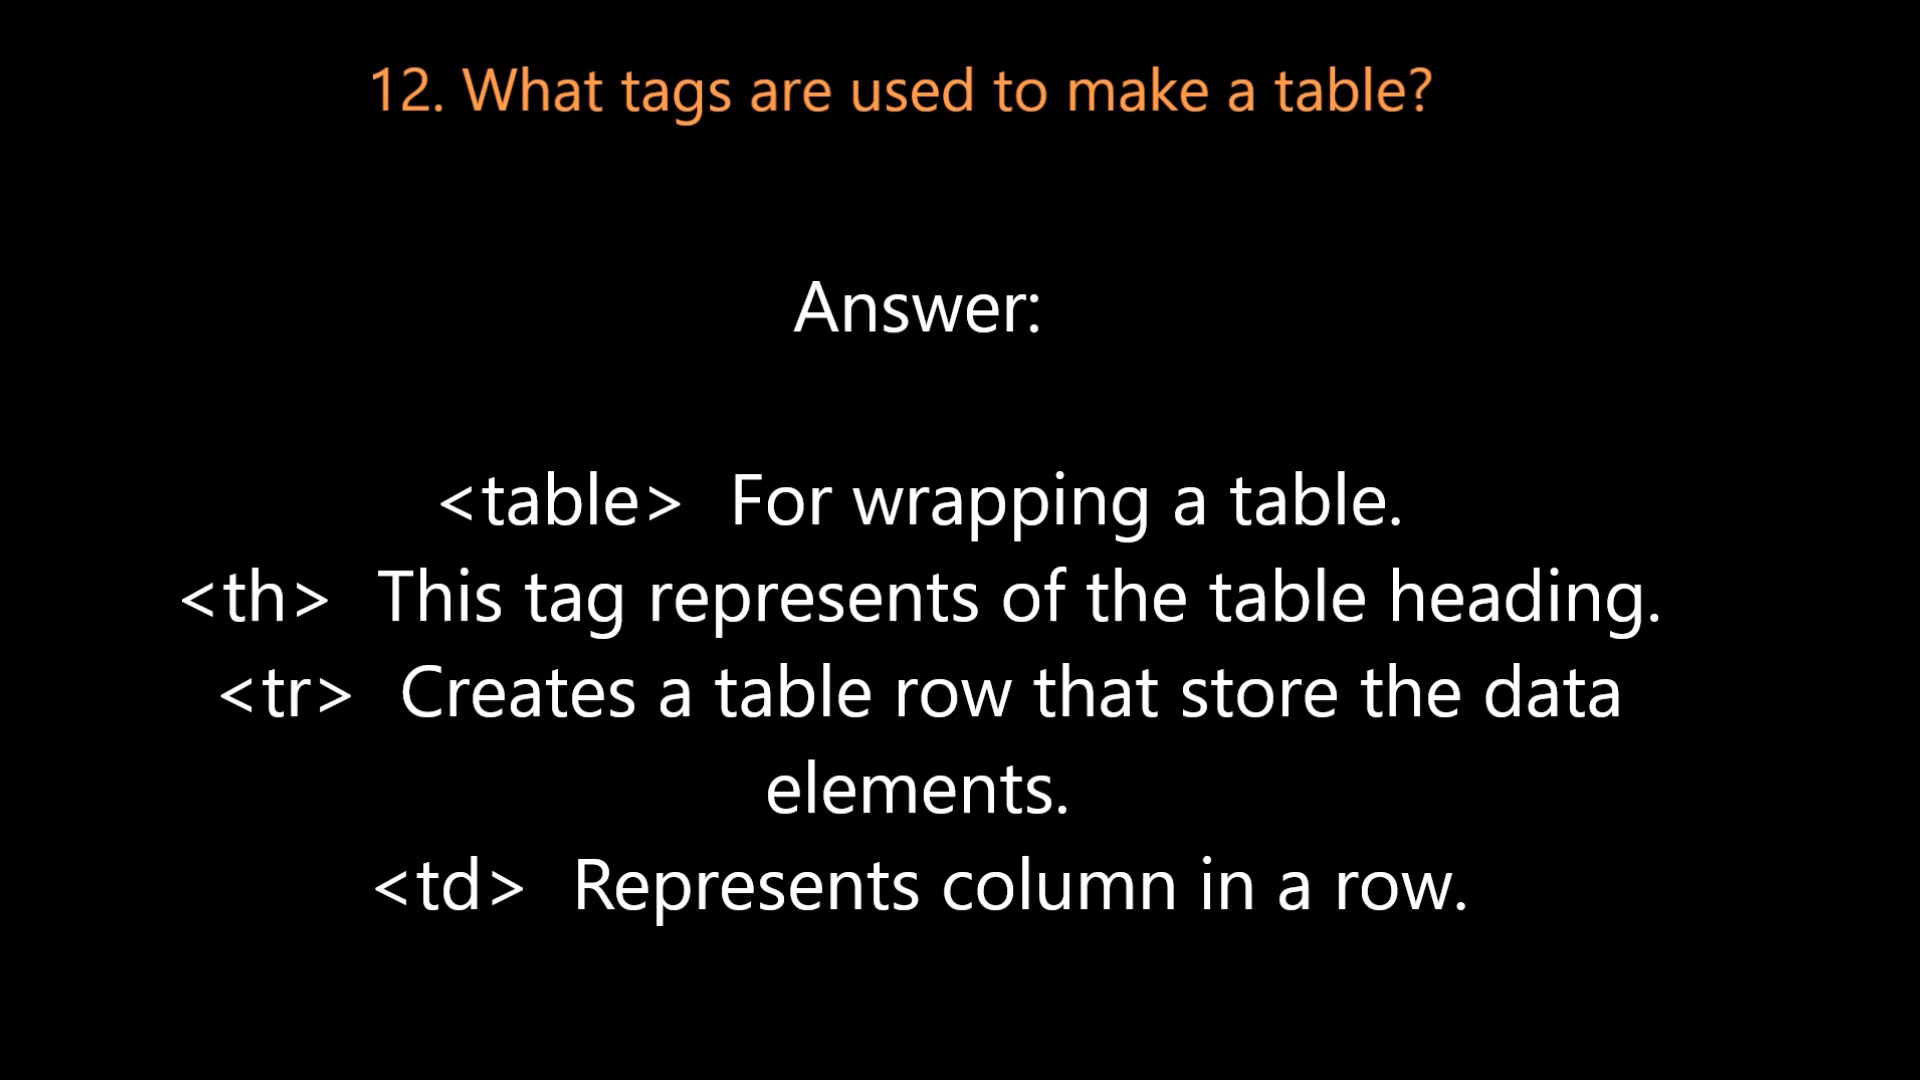 12. What tags are used to make a table?
Answer:
<table>  For wrapping a table.
<th>  This tag represents of the table heading.
<tr>  Creates a table row that store the data
elements.
<td>  Represents column in a row.